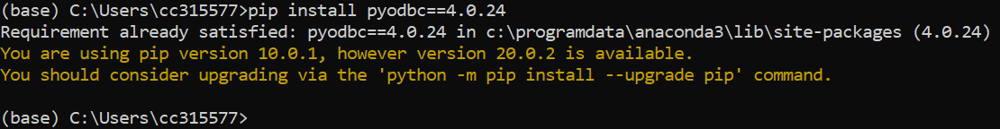 (base) C:\Users\cc315577>pip install pyodbc==4.0.24
Requirement already satisfied: pyodbc==4.0.24 in c:\programdata\anaconda3\lib\site-packages (4.0.24)
You are using pip version 10.0.1, however version 20.0.2 is available.
You should consider upgrading via the 'python -m pip install --upgrade pip' command.
(base) C:\Users\cc315577>